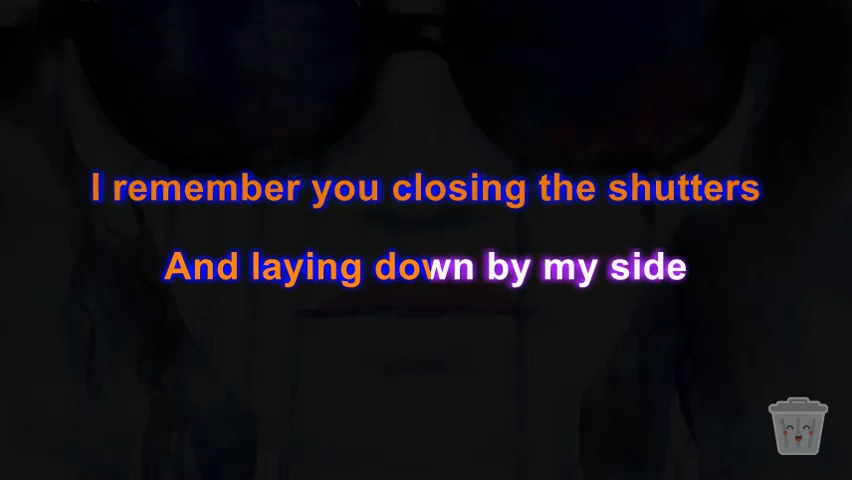 I remember you closing the shutters
And laying down by my side